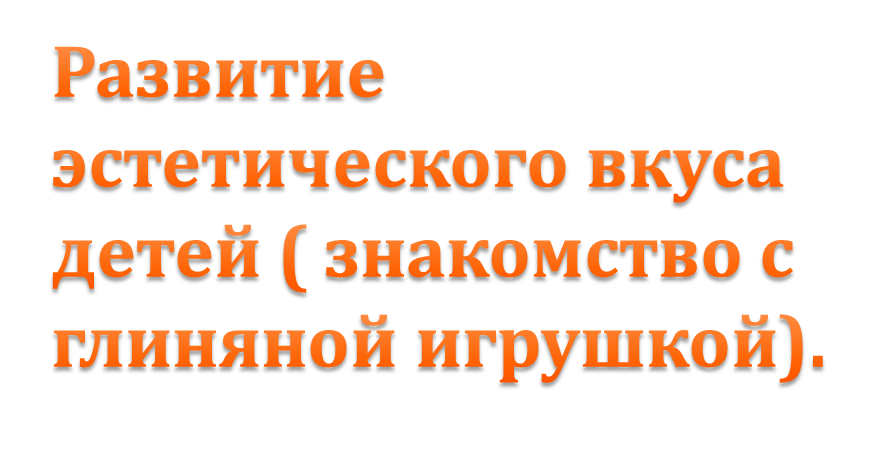 Развитие
эстетического вкуса
детей ( знакомство с
глиняной игрушкой).